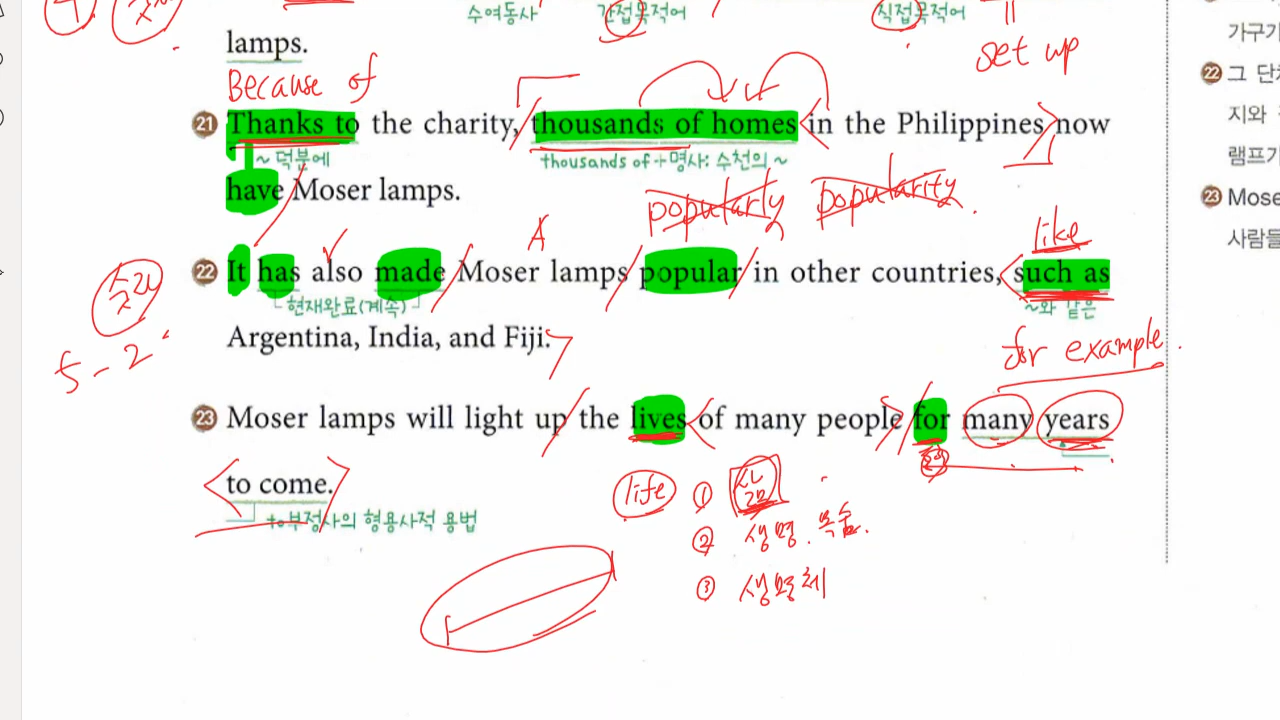 수여동사 간접목적어 직접목적어
lamps.
set up
가구가
Because of
22 그 단
21 Thanks to the charity, thousands of homes in the Philippines now
지와
~ 덕분에 thousands of+명사: 수천의 ~
램프가
have Moser lamps.
popularly popularity.
23 Mose
like
사람들
22 It has also made Moser lamps popular in other countries, such as
현재완료(계속) ~와 같은
5-2
Argentina, India, and Fiji.
for example.
23 Moser lamps will light up the lives of many people for many years
to come.
life ① 삶
to부정사의 형용사적 용법
② 생명. 목숨.
③ 생명체